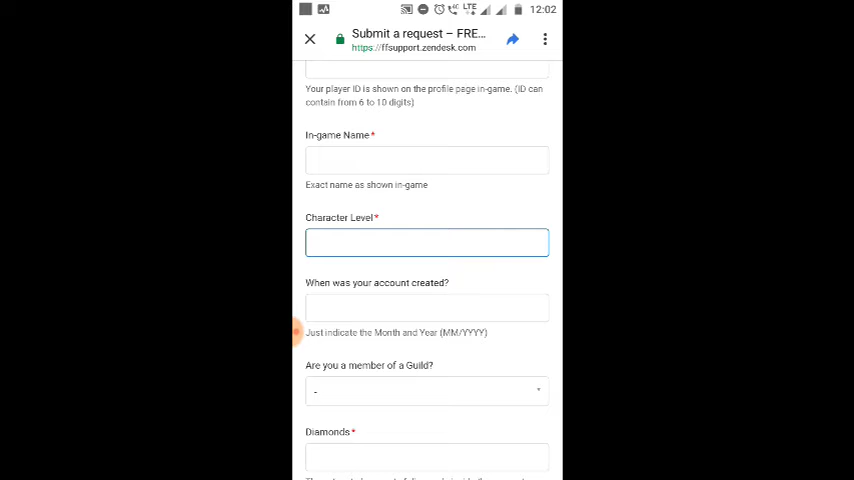 LTE 12:02
Submit a request – FRE...
https://ffsupport.zendesk.com
Your player ID is shown on the profile page in-game. (ID can
contain from 6 to 10 digits)
In-game Name*
Exact name as shown in-game
Character Level*
When was your account created?
Just indicate the Month and Year (MM/YYYY)
Are you a member of a Guild?
-
Diamonds*